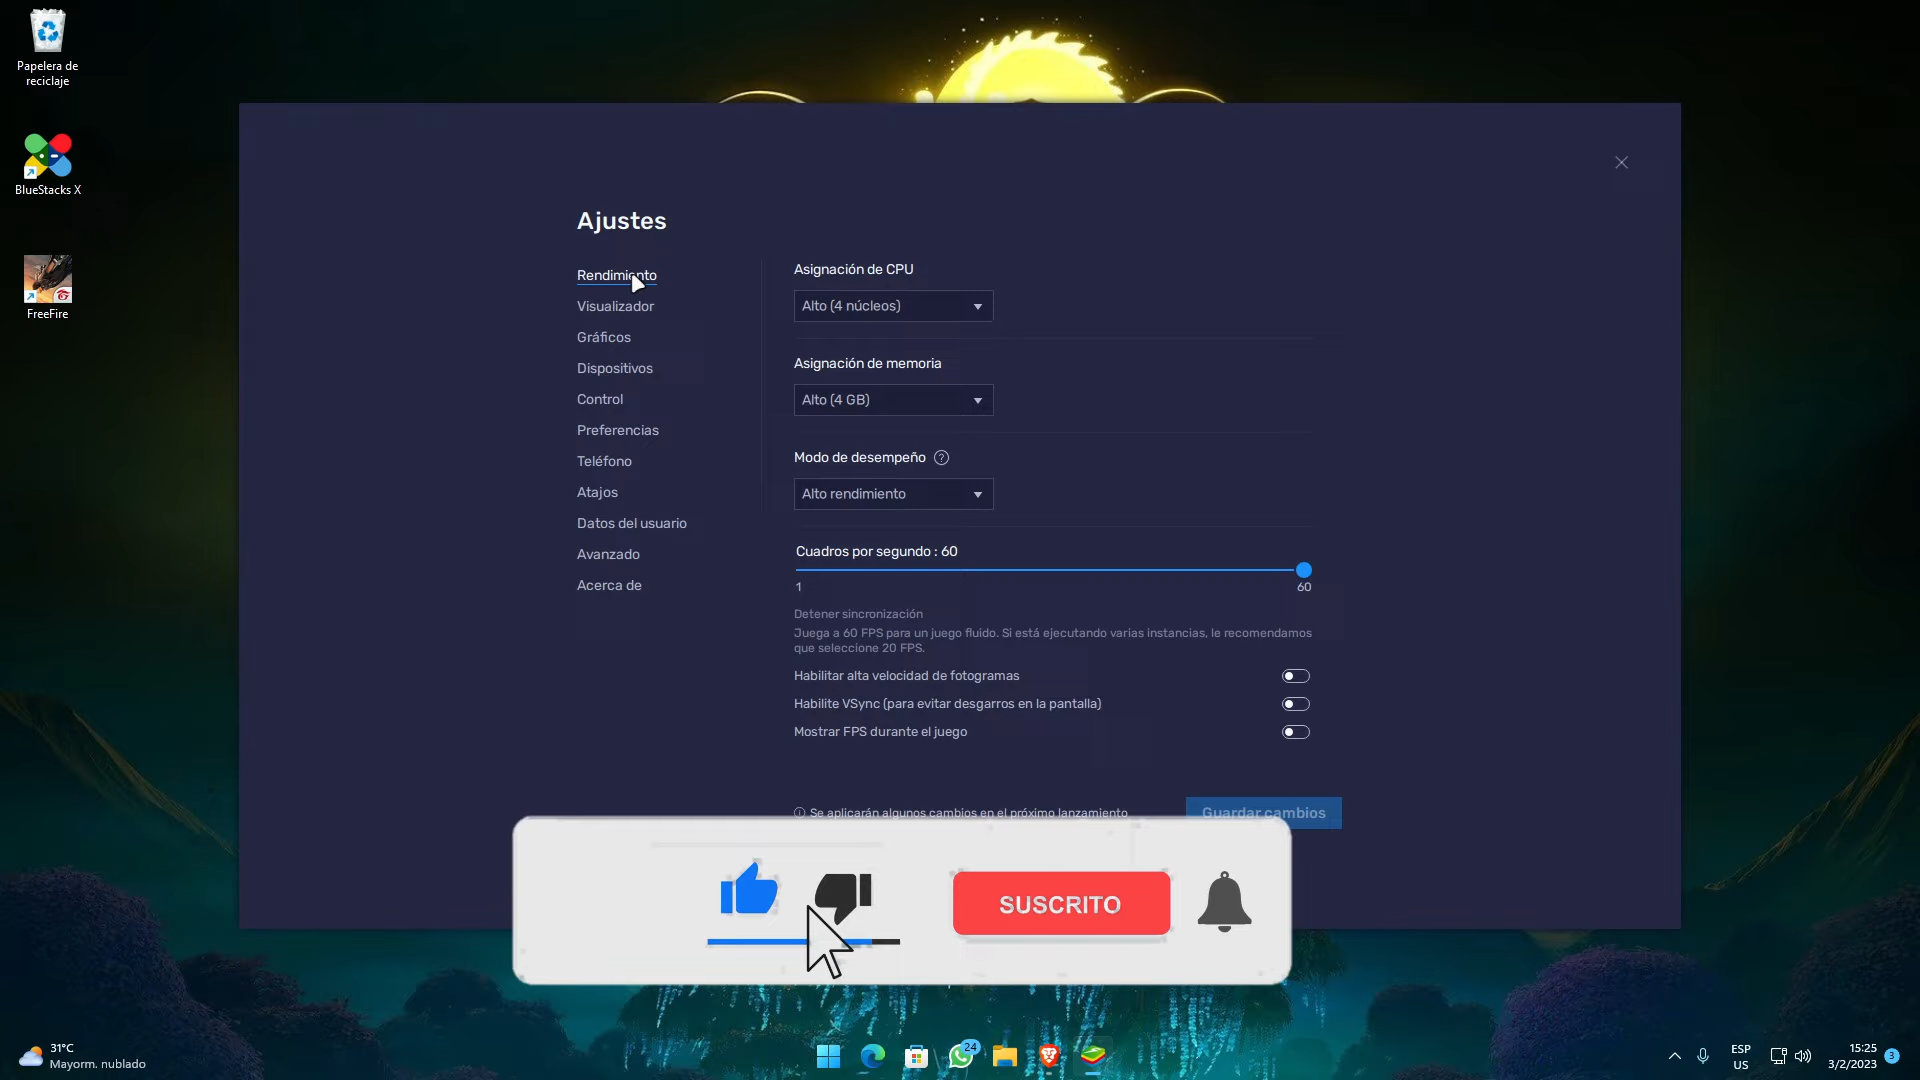 Papelera de
reciclaje
BlueStacks X
FreeFire
Ajustes
Rendimiento
Visualizador
Gráficos
Dispositivos
Control
Preferencias
Teléfono
Atajos
Datos del usuario
Avanzado
Acerca de
Asignación de CPU
Alto (4 núcleos)
Asignación de memoria
Alto (4 GB)
Modo de desempeño ?
Alto rendimiento
Cuadros por segundo : 60
1
60
Detener sincronización
Juega a 60 FPS para un juego fluido. Si está ejecutando varias instancias, le recomendamos
que seleccione 20 FPS.
Habilitar alta velocidad de fotogramas
Habilite VSync (para evitar desgarros en la pantalla)
Mostrar FPS durante el juego
Se aplicarán algunos cambios en el próximo lanzamiento
Guardar cambios
SUSCRITO
31°C
Mayorm. nublado
24
ESP
US
15:25
3/2/2023
3